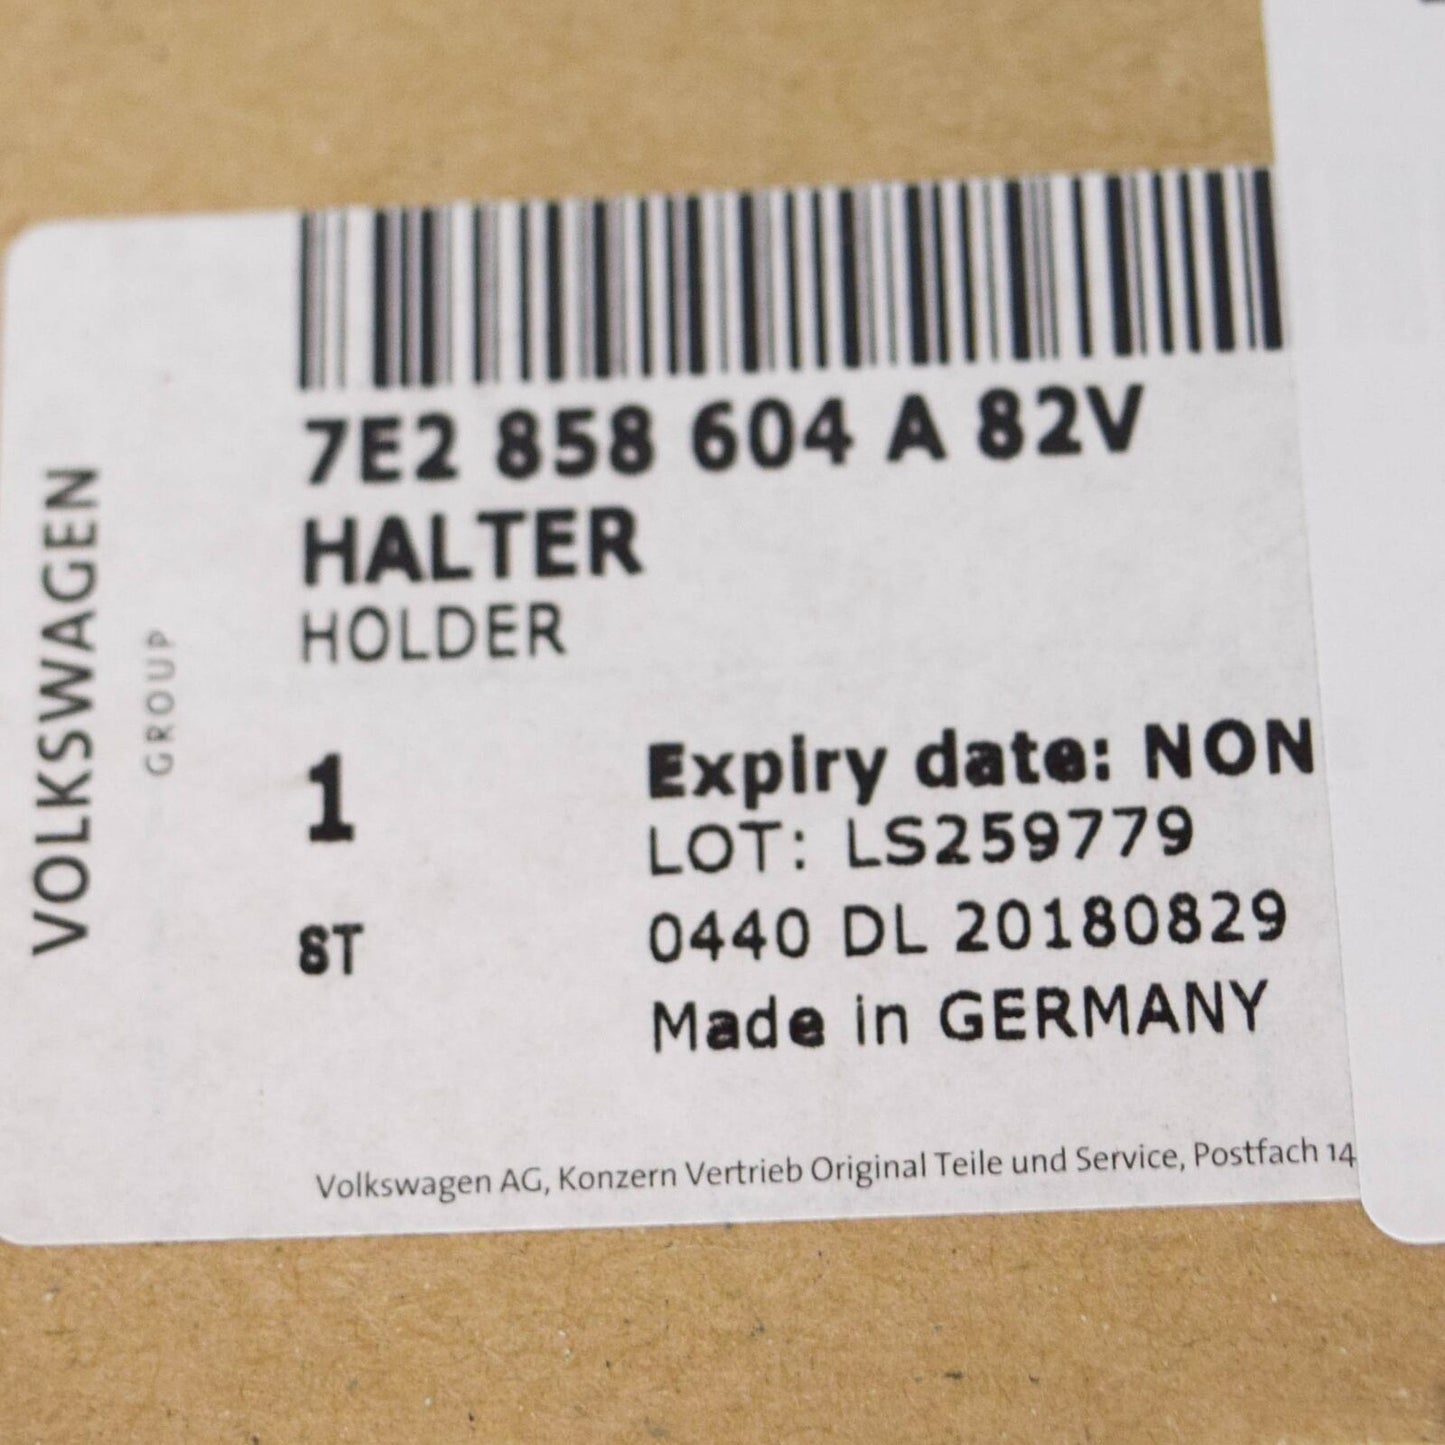 VOLKSWAGEN
GROUP
7E2 858 604 A 82V
HALTER
HOLDER
1
ST
Expiry date: NON
LOT: LS259779
0440 DL 20180829
Made in GERMANY
Volkswagen AG, Konzern Vertrieb Original Teile und Service, Postfach 14